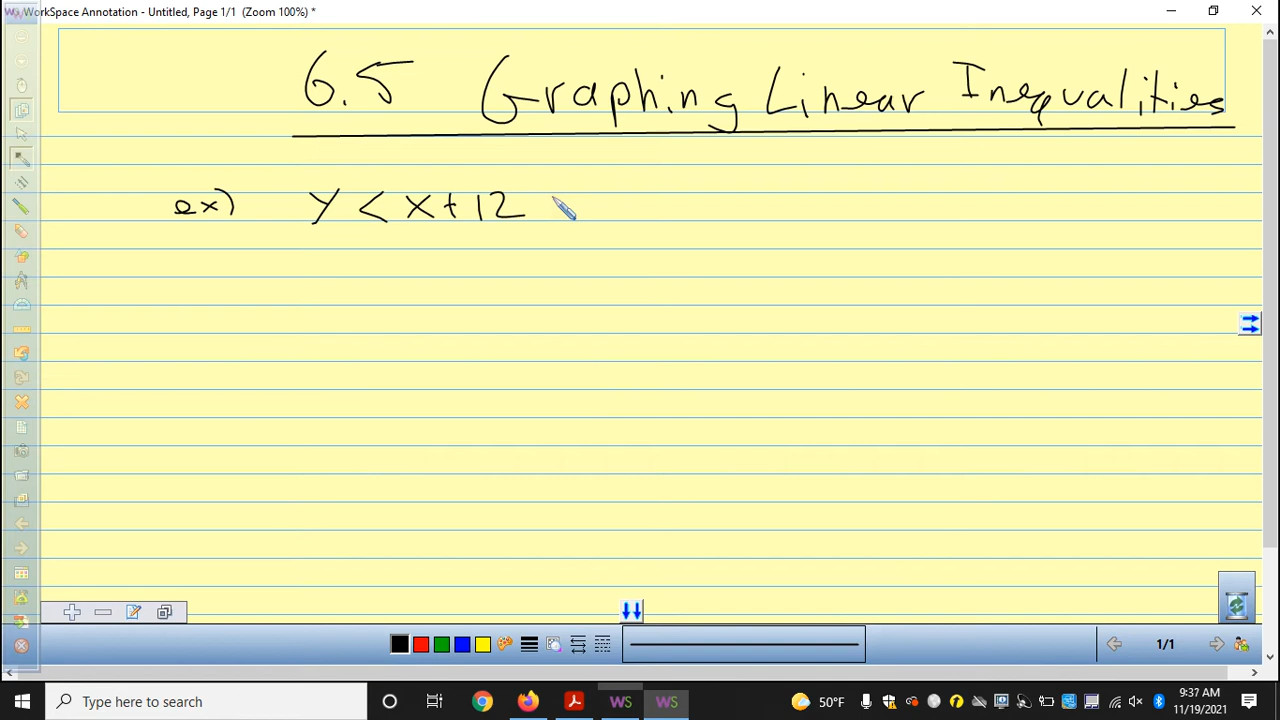 WorkSpace Annotation - Untitled, Page 1/1 (Zoom 100%) *
6.5 Graphing Linear Inequalities
ex) y < x + 12
1/1
Type here to search
50°F
9:37 AM
11/19/2021